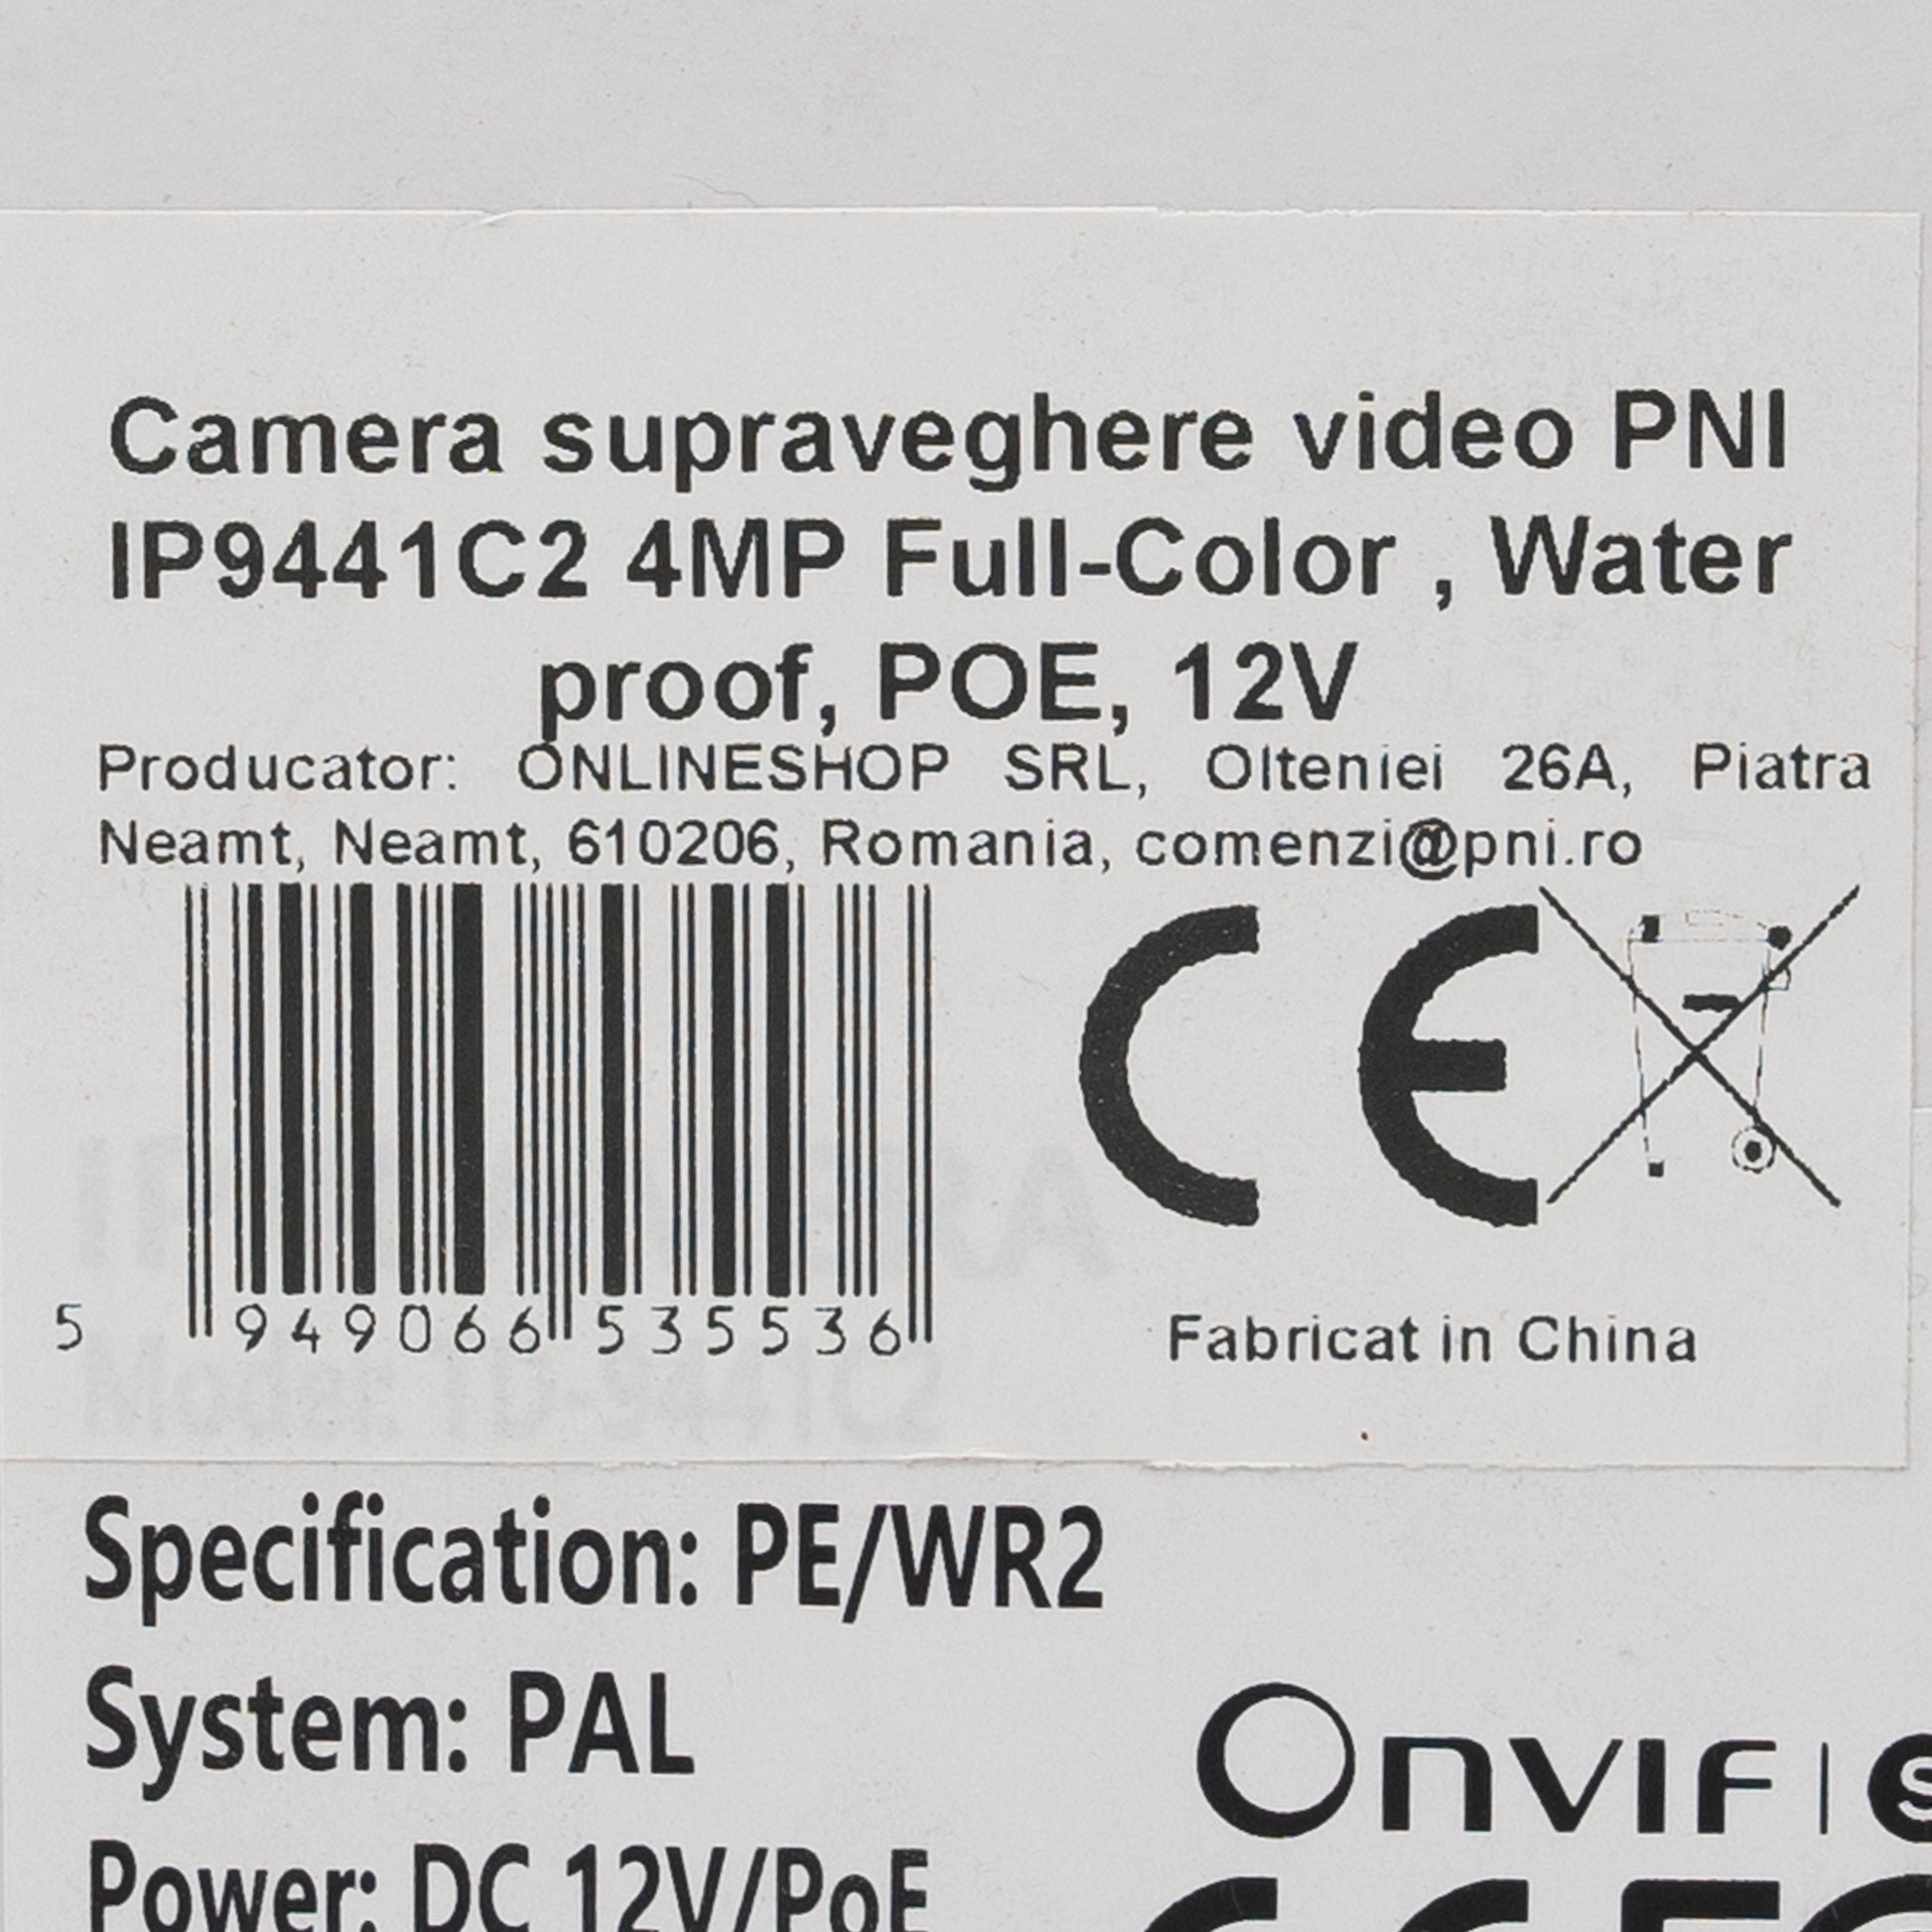 Camera supraveghere video PNI
IP9441C2 4MP Full-Color , Water
proof, POE, 12V
Producator: ONLINESHOP SRL, Olteniei 26A, Piatra
Neamt, Neamt, 610206, Romania, comenzi@pni.ro
CE
5 949066 535536
Fabricat in China
Specification: PE/WR2
System: PAL
ONVIF | S
Power: DC 12V/PoE